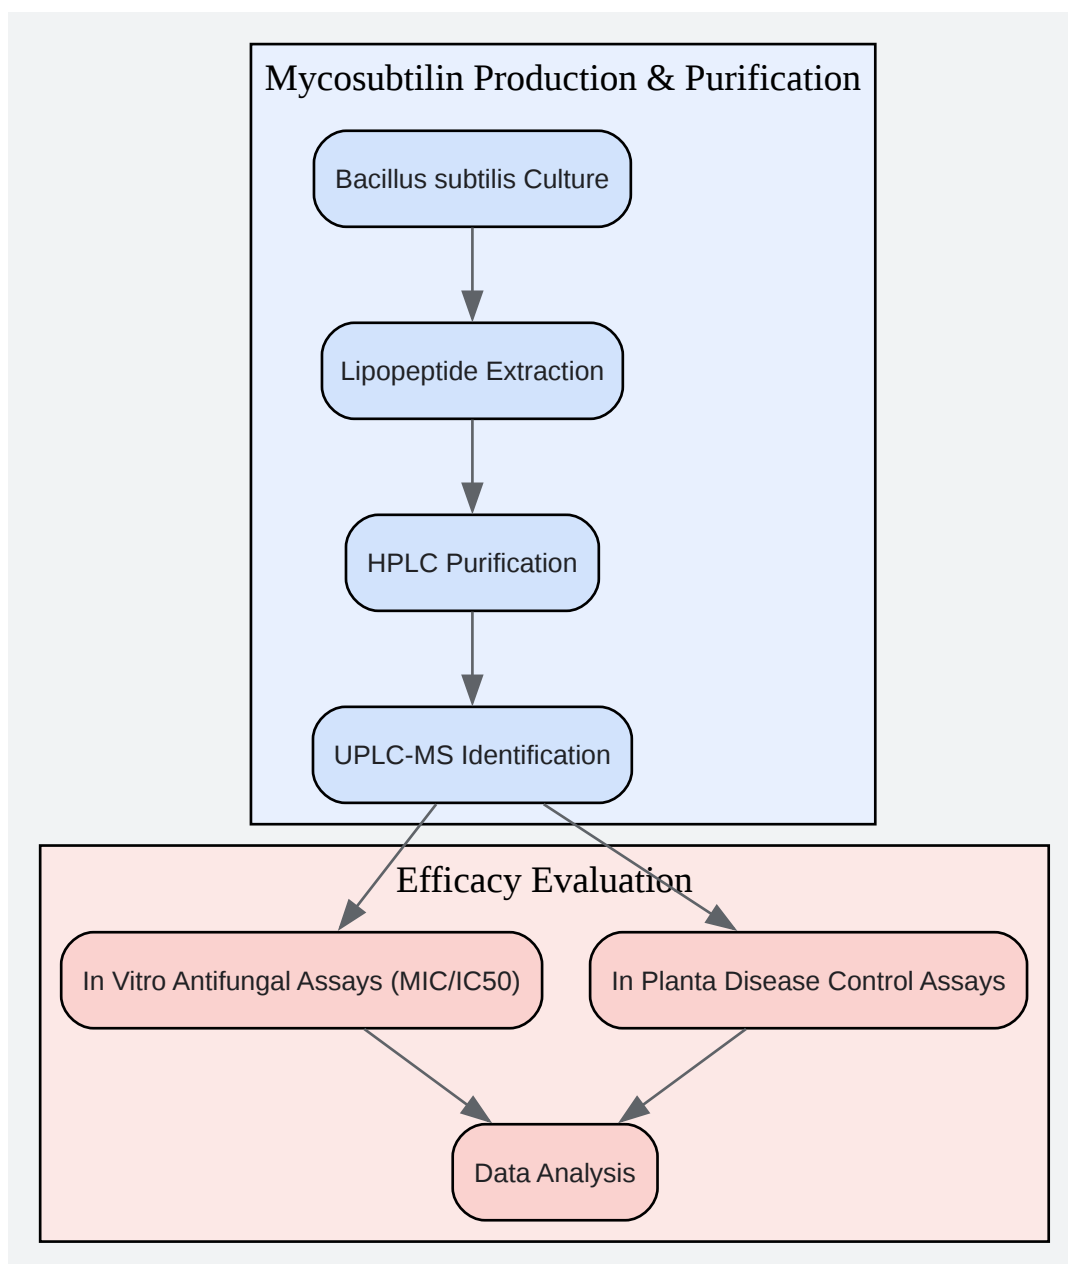 Mycosubtilin Production & Purification
Bacillus subtilis Culture
Lipopeptide Extraction
HPLC Purification
UPLC-MS Identification
Efficacy Evaluation
In Vitro Antifungal Assays (MIC/IC50)
In Planta Disease Control Assays
Data Analysis